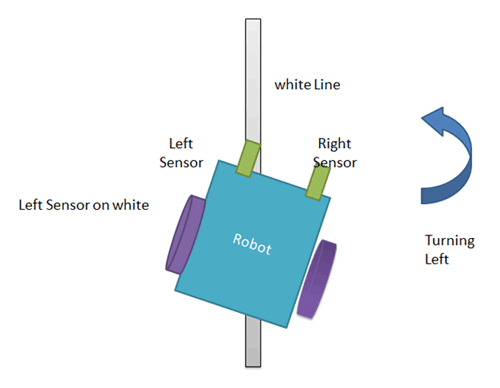 white Line
Left
Sensor
Right
Sensor
Left Sensor on white
Robot
Turning
Left